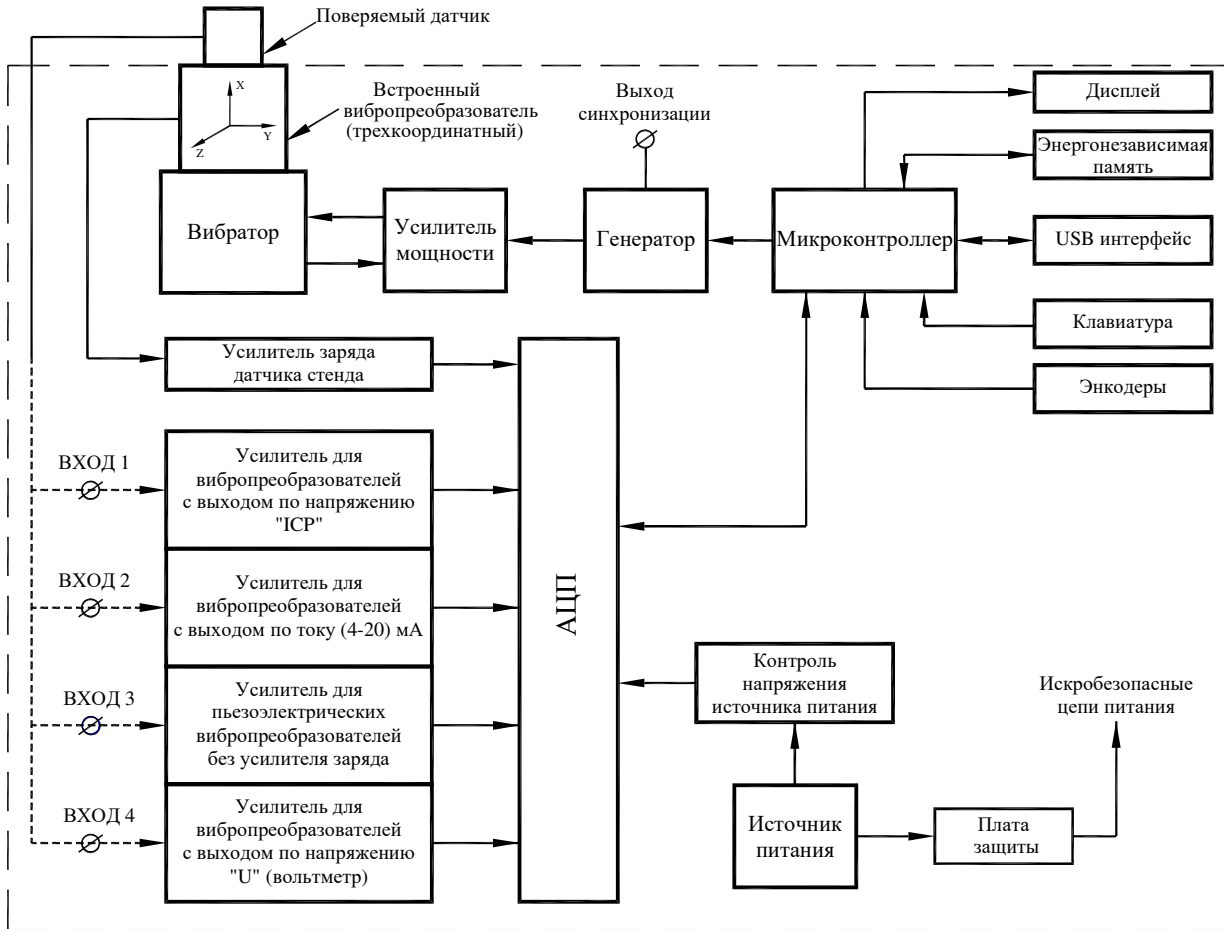 Поверяемый датчик
X
Y
Z
Встроенный
вибропреобразователь
(трехкоординатный)
Выход
синхронизации
Дисплей
Энергонезависимая
память
Вибратор
Усилитель
мощности
Генератор
Микроконтроллер
USB интерфейс
Клавиатура
Энкодеры
Усилитель заряда
датчика стенда
АЦП
ВХОД 1
Усилитель для
вибропреобразователей
с выходом по напряжению
"ICP"
ВХОД 2
Усилитель для
вибропреобразователей
с выходом по току (4-20) мА
ВХОД 3
Усилитель для
пьезоэлектрических
вибропреобразователей
без усилителя заряда
ВХОД 4
Усилитель для
вибропреобразователей
с выходом по напряжению
"U" (вольтметр)
Контроль
напряжения
источника питания
Искробезопасные
цепи питания
Источник
питания
Плата
защиты